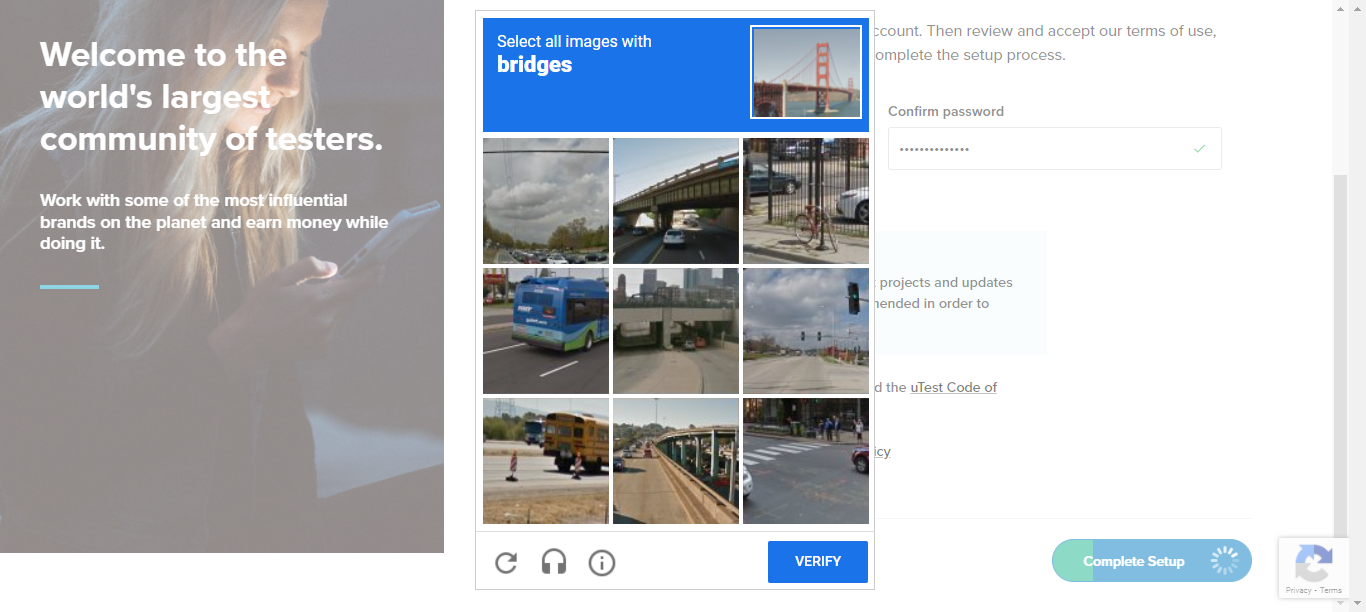 Welcome to the
world's largest
community of testers.
Work with some of the most influential
brands on the planet and earn money while
doing it.
Select all images with
bridges
VERIFY
ccount. Then review and accept our terms of use,
omplete the setup process.
Confirm password
••••••••••••••
projects and updates
nended in order to
d the uTest Code of
icy
Complete Setup
Privacy - Terms